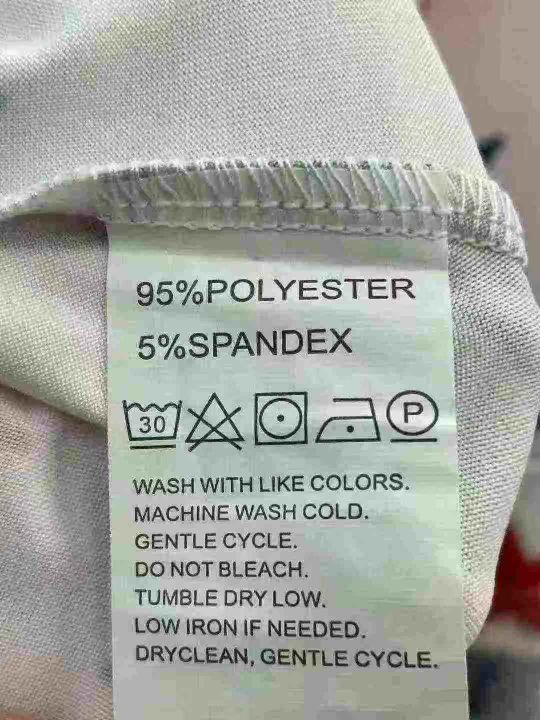 95%POLYESTER
5%SPANDEX
30 P
WASH WITH LIKE COLORS.
MACHINE WASH COLD.
GENTLE CYCLE.
DO NOT BLEACH.
TUMBLE DRY LOW.
LOW IRON IF NEEDED.
DRYCLEAN, GENTLE CYCLE.